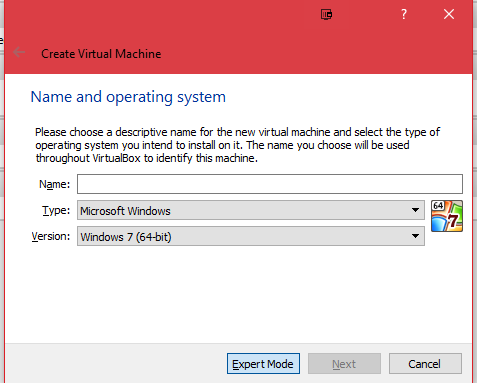 ?
Create Virtual Machine
Name and operating system
Please choose a descriptive name for the new virtual machine and select the type of
operating system you intend to install on it. The name you choose will be used
throughout VirtualBox to identify this machine.
Name:
Type: Microsoft Windows
64
7
Version: Windows 7 (64-bit)
Expert Mode Next Cancel